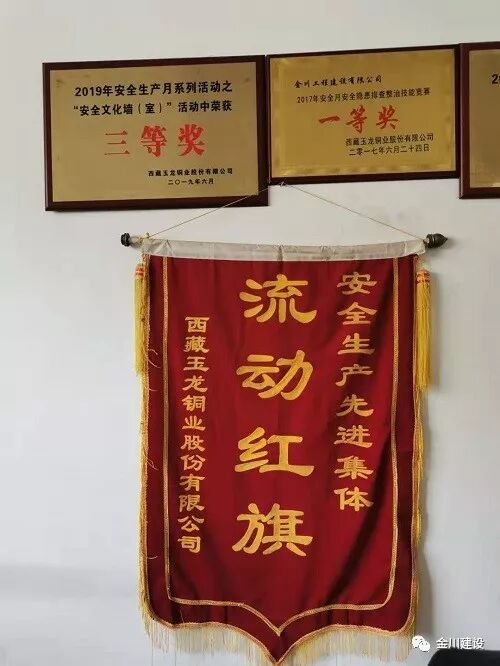 2019年安全生产月系列活动之
“安全文化墙（室）”活动中荣获
三等奖
西藏玉龙铜业股份有限公司
二〇一九年六月
金川工程建设有限公司
2017年安全月安全隐患排查整治技能竞赛
一等奖
西藏玉龙铜业股份有限公司
二零一七年六月二十四日
安全生产先进集体
流动红旗
西藏玉龙铜业股份有限公司
金川建设